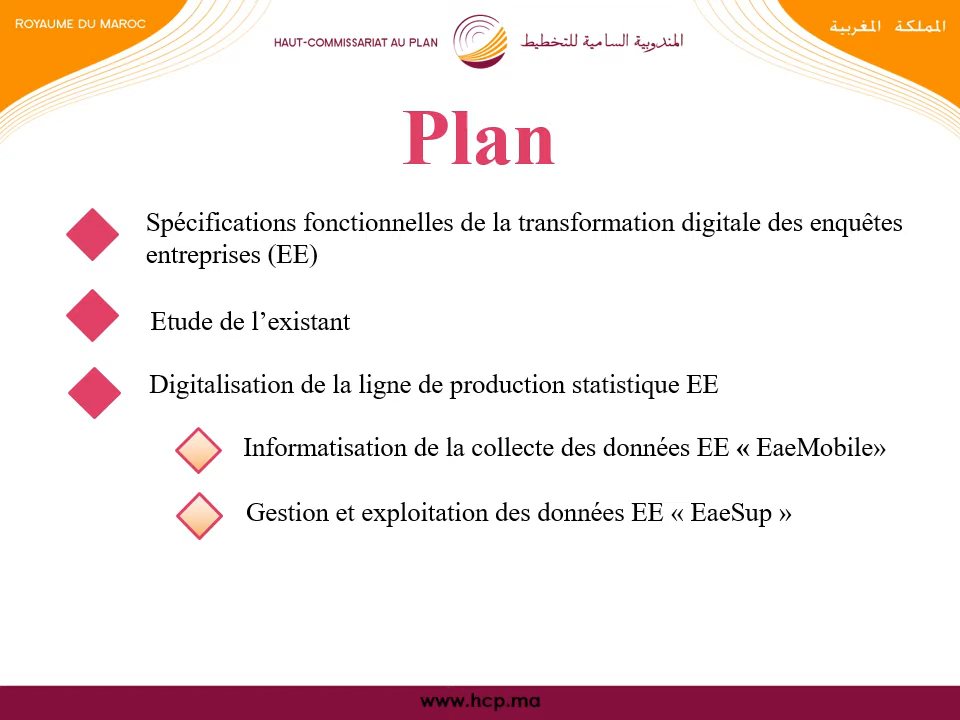 ROYAUME DU MAROC
المملكة المغربية
HAUT-COMMISSARIAT AU PLAN
المندوبية السامية للتخطيط
Plan
Spécifications fonctionnelles de la transformation digitale des enquêtes
entreprises (EE)
Etude de l’existant
Digitalisation de la ligne de production statistique EE
Informatisation de la collecte des données EE « EaeMobile»
Gestion et exploitation des données EE « EaeSup »
www.hcp.ma